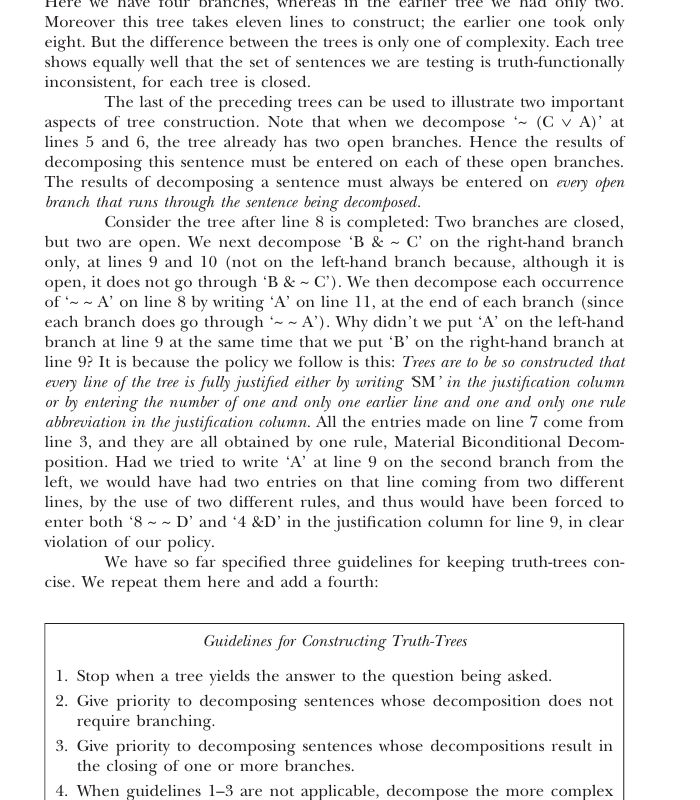 Here we have four branches, whereas in the earlier tree we had only two.
Moreover this tree takes eleven lines to construct; the earlier one took only
eight. But the difference between the trees is only one of complexity. Each tree
shows equally well that the set of sentences we are testing is truth-functionally
inconsistent, for each tree is closed.
The last of the preceding trees can be used to illustrate two important
aspects of tree construction. Note that when we decompose ‘~ (C ∨ A)’ at
lines 5 and 6, the tree already has two open branches. Hence the results of
decomposing this sentence must be entered on each of these open branches.
The results of decomposing a sentence must always be entered on every open
branch that runs through the sentence being decomposed.
Consider the tree after line 8 is completed: Two branches are closed,
but two are open. We next decompose ‘B & ~ C’ on the right-hand branch
only, at lines 9 and 10 (not on the left-hand branch because, although it is
open, it does not go through ‘B & ~ C’). We then decompose each occurrence
of ‘~ ~ A’ on line 8 by writing ‘A’ on line 11, at the end of each branch (since
each branch does go through ‘~ ~ A’). Why didn’t we put ‘A’ on the left-hand
branch at line 9 at the same time that we put ‘B’ on the right-hand branch at
line 9? It is because the policy we follow is this: Trees are to be so constructed that
every line of the tree is fully justified either by writing ‘SM’ in the justification column
or by entering the number of one and only one earlier line and one and only one rule
abbreviation in the justification column. All the entries made on line 7 come from
line 3, and they are all obtained by one rule, Material Biconditional Decom-
position. Had we tried to write ‘A’ at line 9 on the second branch from the
left, we would have had two entries on that line coming from two different
lines, by the use of two different rules, and thus would have been forced to
enter both ‘8 ~ ~ D’ and ‘4 &D’ in the justification column for line 9, in clear
violation of our policy.
We have so far specified three guidelines for keeping truth-trees con-
cise. We repeat them here and add a fourth:
Guidelines for Constructing Truth-Trees
1. Stop when a tree yields the answer to the question being asked.
2. Give priority to decomposing sentences whose decomposition does not
require branching.
3. Give priority to decomposing sentences whose decompositions result in
the closing of one or more branches.
4. When guidelines 1–3 are not applicable, decompose the more complex